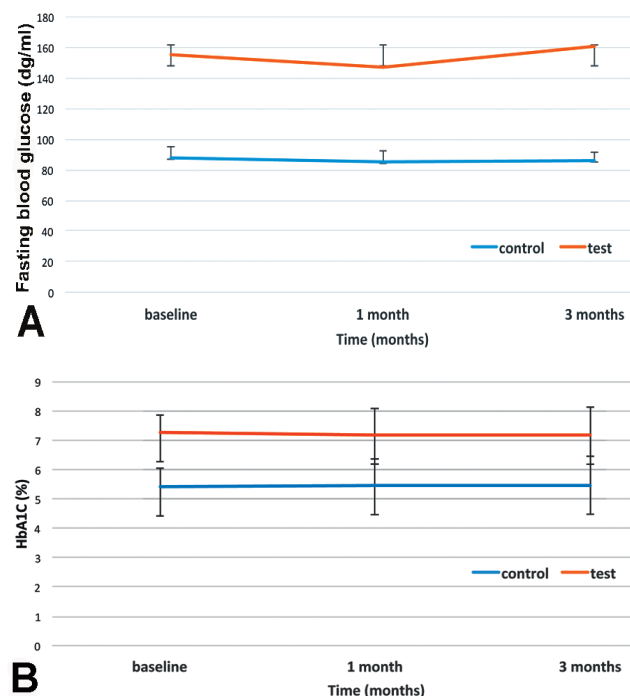 180
160
140
120
100
80
60
40
20
0
Fasting blood glucose (dg/ml)
control
test
baseline
1 month
3 months
Time (months)
A
9
8
7
6
5
4
3
2
1
0
HbA1C (%)
control
test
baseline
1 month
3 months
Time (months)
B